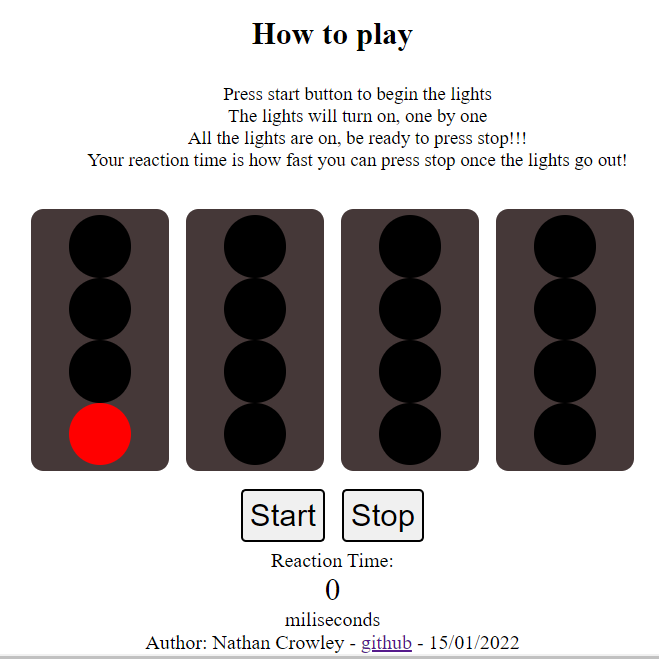 How to play
Press start button to begin the lights
The lights will turn on, one by one
All the lights are on, be ready to press stop!!!
Your reaction time is how fast you can press stop once the lights go out!
Start Stop
Reaction Time:
0
miliseconds
Author: Nathan Crowley - github - 15/01/2022